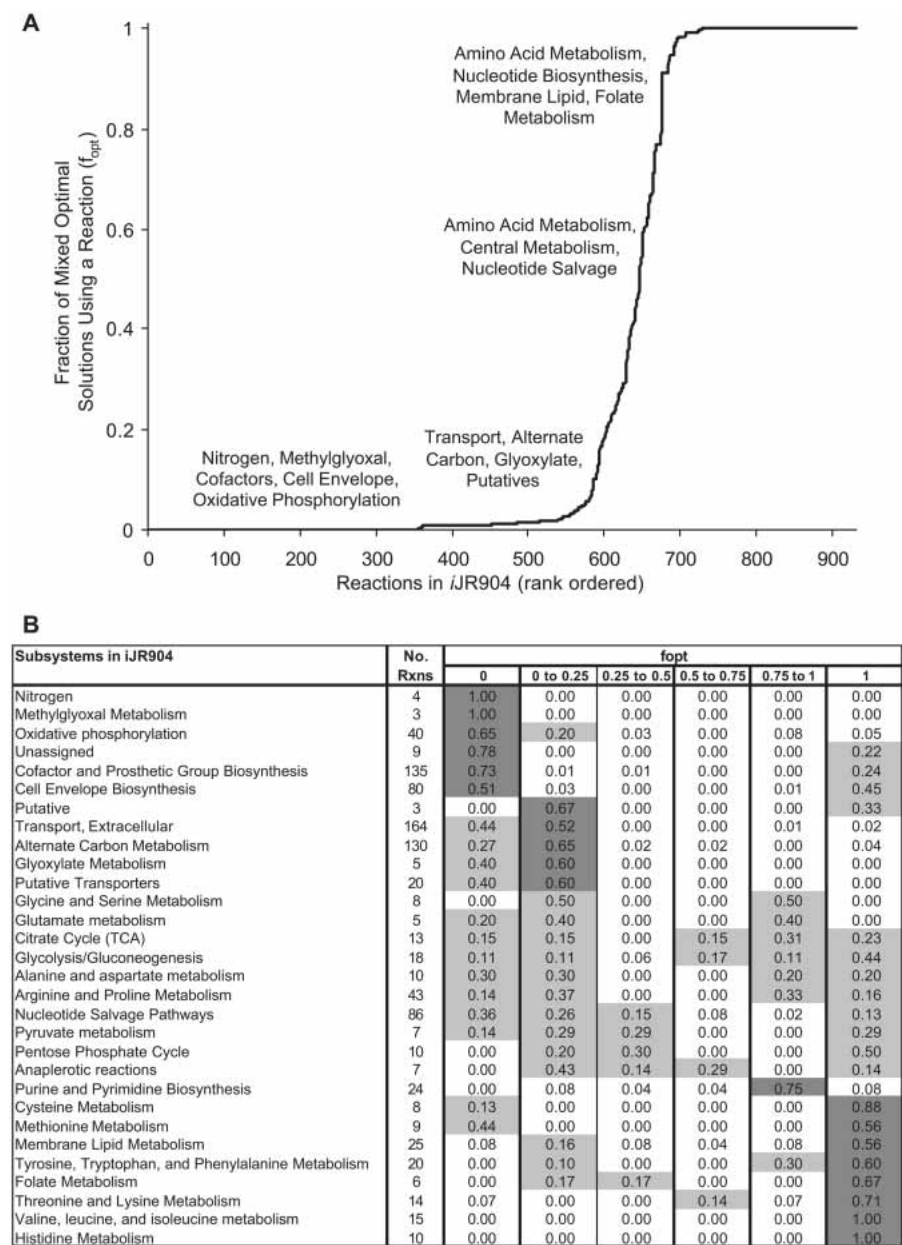 A
Fraction of Mixed Optimal
Solutions Using a Reaction (fopt)
1
0.8
0.6
0.4
0.2
0
Amino Acid Metabolism,
Nucleotide Biosynthesis,
Membrane Lipid, Folate
Metabolism
Amino Acid Metabolism,
Central Metabolism,
Nucleotide Salvage
Transport, Alternate
Carbon, Glyoxylate,
Putatives
Nitrogen, Methylglyoxal,
Cofactors, Cell Envelope,
Oxidative Phosphorylation
0 100 200 300 400 500 600 700 800 900
Reactions in iJR904 (rank ordered)
B
Subsystems in iJR904 No. fopt
Rxns 0 0 to 0.25 0.25 to 0.5 0.5 to 0.75 0.75 to 1 1
Nitrogen 4 1.00 0.00 0.00 0.00 0.00 0.00
Methylglyoxal Metabolism 3 1.00 0.00 0.00 0.00 0.00 0.00
Oxidative phosphorylation 40 0.65 0.20 0.03 0.00 0.08 0.05
Unassigned 9 0.78 0.00 0.00 0.00 0.00 0.22
Cofactor and Prosthetic Group Biosynthesis 135 0.73 0.01 0.01 0.00 0.00 0.24
Cell Envelope Biosynthesis 80 0.51 0.03 0.00 0.00 0.01 0.45
Putative 3 0.00 0.67 0.00 0.00 0.00 0.33
Transport, Extracellular 164 0.44 0.52 0.00 0.00 0.01 0.02
Alternate Carbon Metabolism 130 0.27 0.65 0.02 0.02 0.00 0.04
Glyoxylate Metabolism 5 0.40 0.60 0.00 0.00 0.00 0.00
Putative Transporters 20 0.40 0.60 0.00 0.00 0.00 0.00
Glycine and Serine Metabolism 8 0.00 0.50 0.00 0.00 0.50 0.00
Glutamate metabolism 5 0.20 0.40 0.00 0.00 0.40 0.00
Citrate Cycle (TCA) 13 0.15 0.15 0.00 0.15 0.31 0.23
Glycolysis/Gluconeogenesis 18 0.11 0.11 0.06 0.17 0.11 0.44
Alanine and aspartate metabolism 10 0.30 0.30 0.00 0.00 0.20 0.20
Arginine and Proline Metabolism 43 0.14 0.37 0.00 0.00 0.33 0.16
Nucleotide Salvage Pathways 86 0.36 0.26 0.15 0.08 0.02 0.13
Pyruvate metabolism 7 0.14 0.29 0.29 0.00 0.00 0.29
Pentose Phosphate Cycle 10 0.00 0.20 0.30 0.00 0.00 0.50
Anaplerotic reactions 7 0.00 0.43 0.14 0.29 0.00 0.14
Purine and Pyrimidine Biosynthesis 24 0.00 0.08 0.04 0.04 0.75 0.08
Cysteine Metabolism 8 0.13 0.00 0.00 0.00 0.00 0.88
Methionine Metabolism 9 0.44 0.00 0.00 0.00 0.00 0.56
Membrane Lipid Metabolism 25 0.08 0.16 0.08 0.04 0.08 0.56
Tyrosine, Tryptophan, and Phenylalanine Metabolism 20 0.00 0.10 0.00 0.00 0.30 0.60
Folate Metabolism 6 0.00 0.17 0.17 0.00 0.00 0.67
Threonine and Lysine Metabolism 14 0.07 0.00 0.00 0.14 0.07 0.71
Valine, leucine, and isoleucine metabolism 15 0.00 0.00 0.00 0.00 0.00 1.00
Histidine Metabolism 10 0.00 0.00 0.00 0.00 0.00 1.00